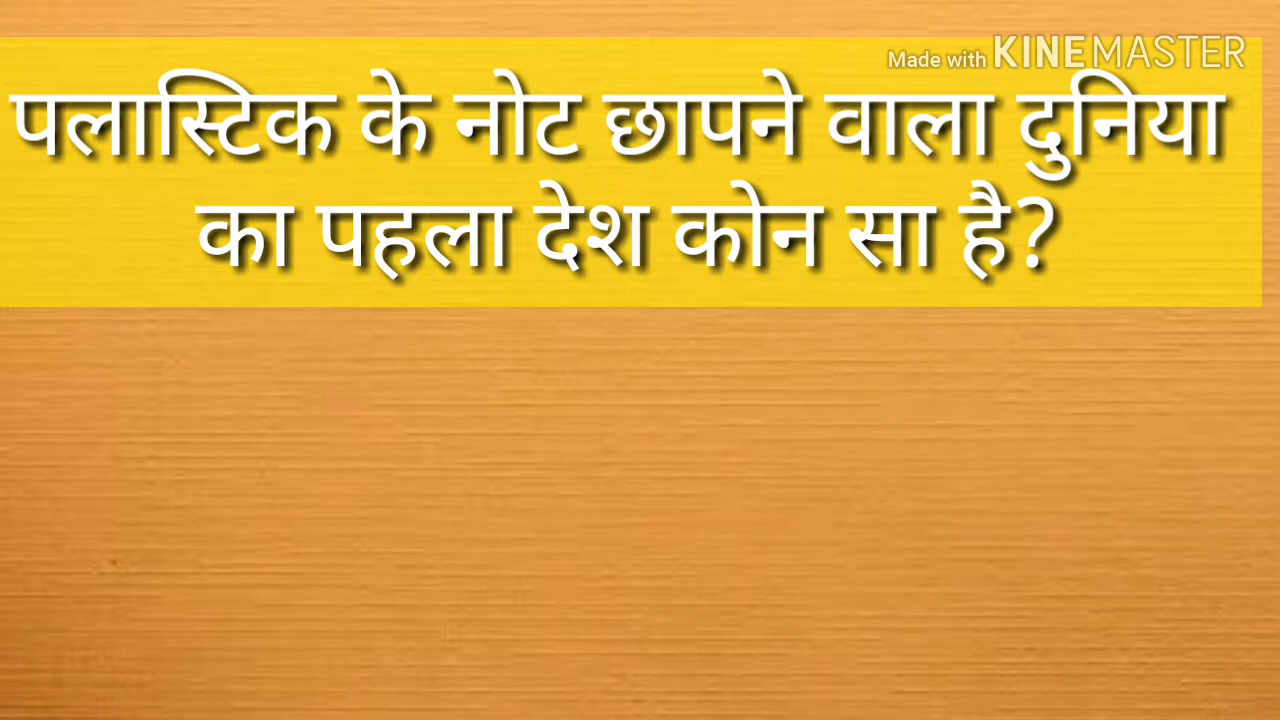 Made with KINEMASTER
पलास्टिक के नोट छापने वाला दुनिया
का पहला देश कोन सा है?